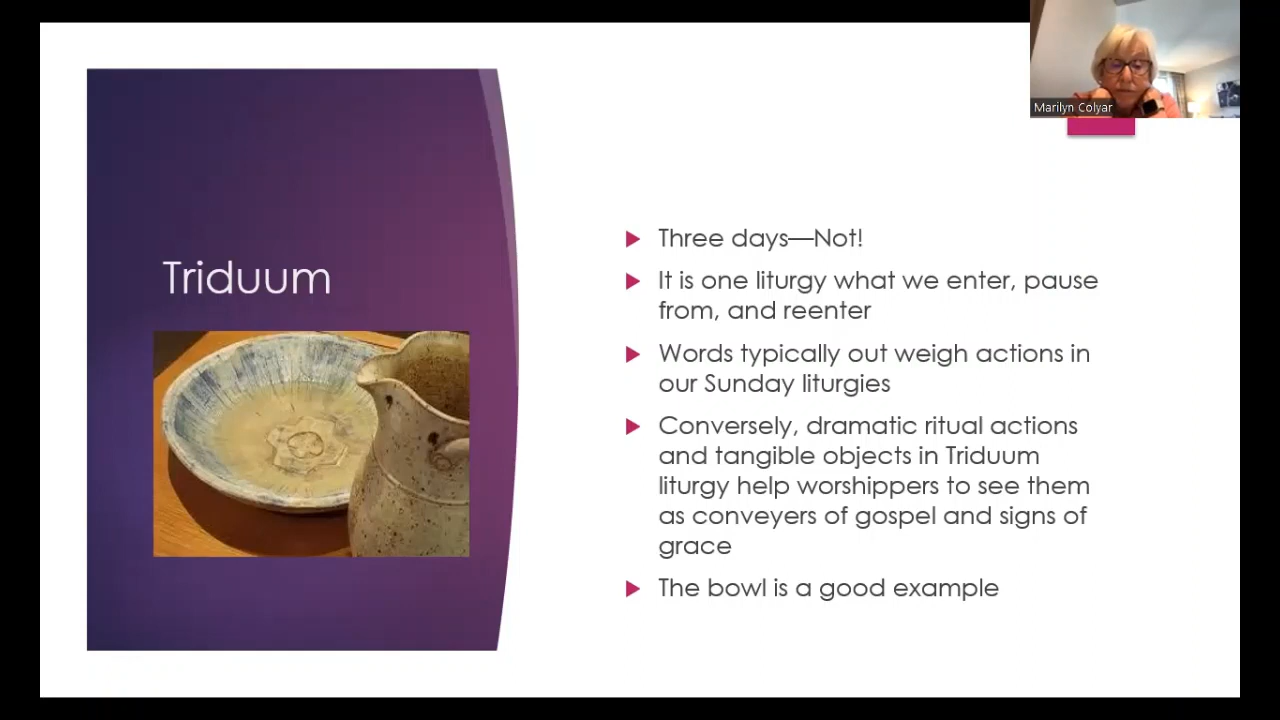 Marilyn Colyar
Triduum
Three days—Not!
It is one liturgy what we enter, pause
from, and reenter
Words typically out weigh actions in
our Sunday liturgies
Conversely, dramatic ritual actions
and tangible objects in Triduum
liturgy help worshippers to see them
as conveyers of gospel and signs of
grace
The bowl is a good example